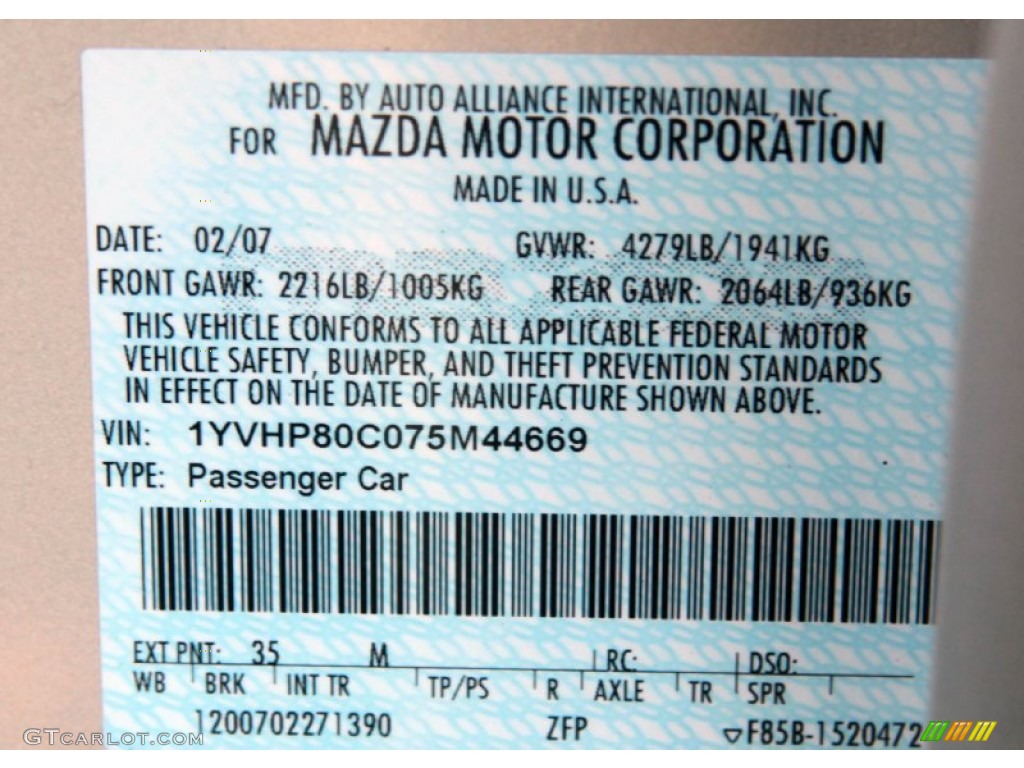 MFD. BY AUTO ALLIANCE INTERNATIONAL, INC.
FOR MAZDA MOTOR CORPORATION
MADE IN U.S.A.
DATE: 02/07 GVWR: 4279LB/1941KG
FRONT GAWR: 2216LB/1005KG REAR GAWR: 2064LB/936KG
THIS VEHICLE CONFORMS TO ALL APPLICABLE FEDERAL MOTOR
VEHICLE SAFETY, BUMPER, AND THEFT PREVENTION STANDARDS
IN EFFECT ON THE DATE OF MANUFACTURE SHOWN ABOVE.
VIN: 1YVHP80C075M44669
TYPE: Passenger Car
EXT PNT: 35 M RC: DSO:
WB BRK INT TR TP/PS R AXLE TR SPR
1200702271390 ZFP ▽F85B-1520472
GTCARLOT.COM